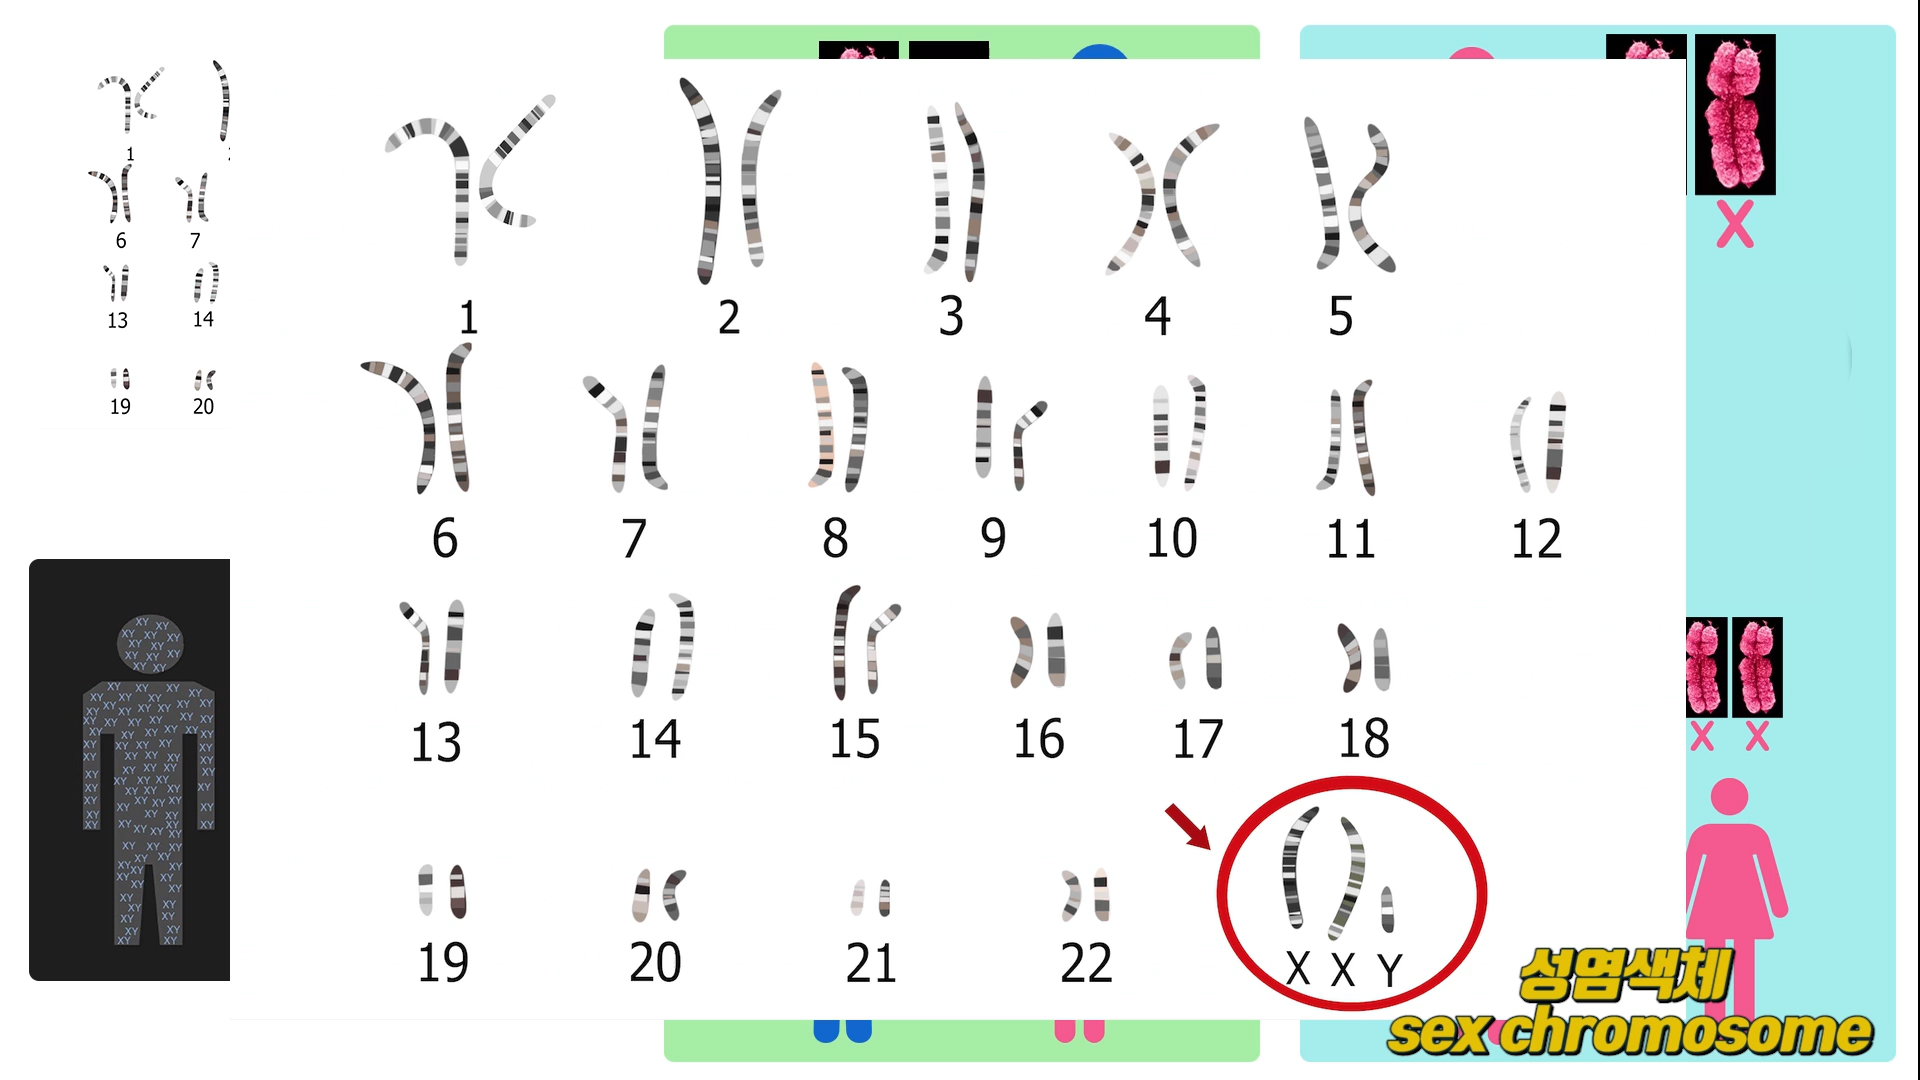 1
6 7
13 14
19 20
1 2 3 4 5
6 7 8 9 10 11 12
13 14 15 16 17 18
19 20 21 22
X X Y
X
X X
성염색체
sex chromosome